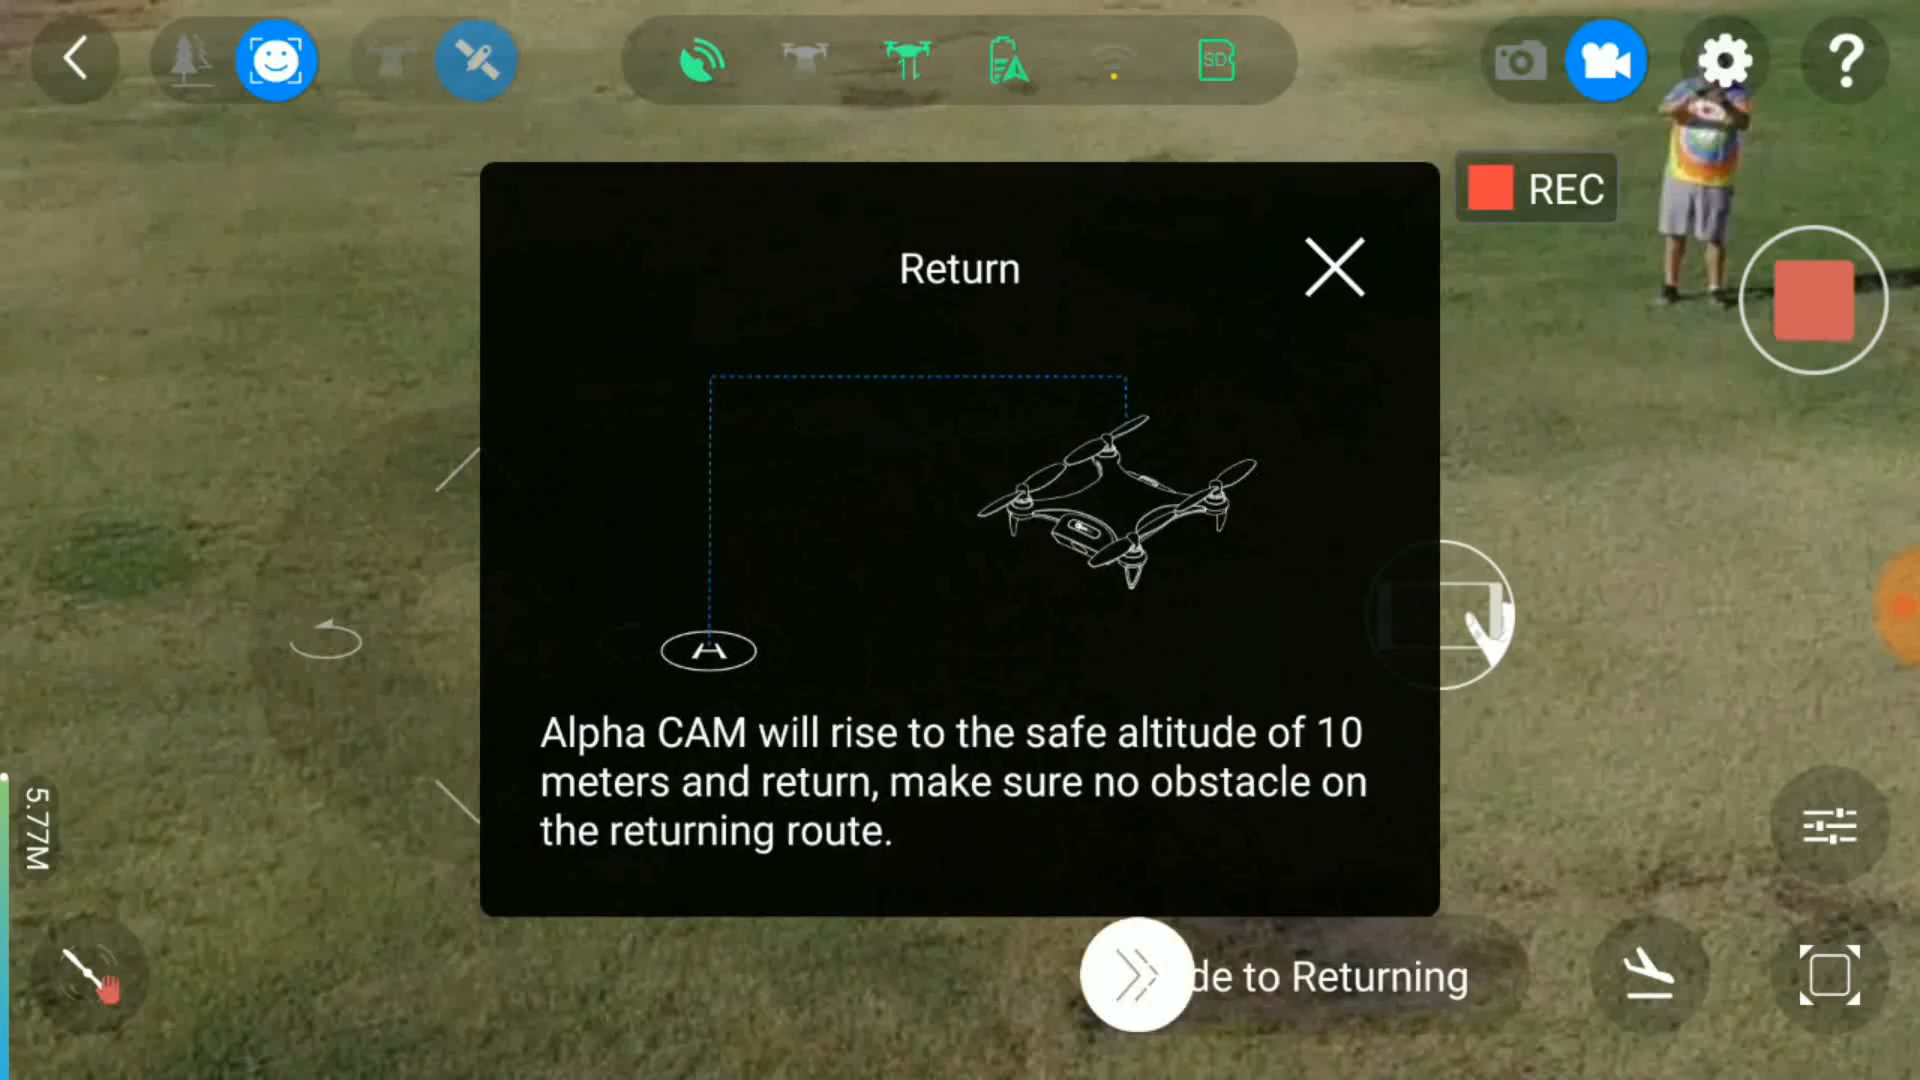 SD
REC
Return
Alpha CAM will rise to the safe altitude of 10
meters and return, make sure no obstacle on
the returning route.
5.77M
de to Returning